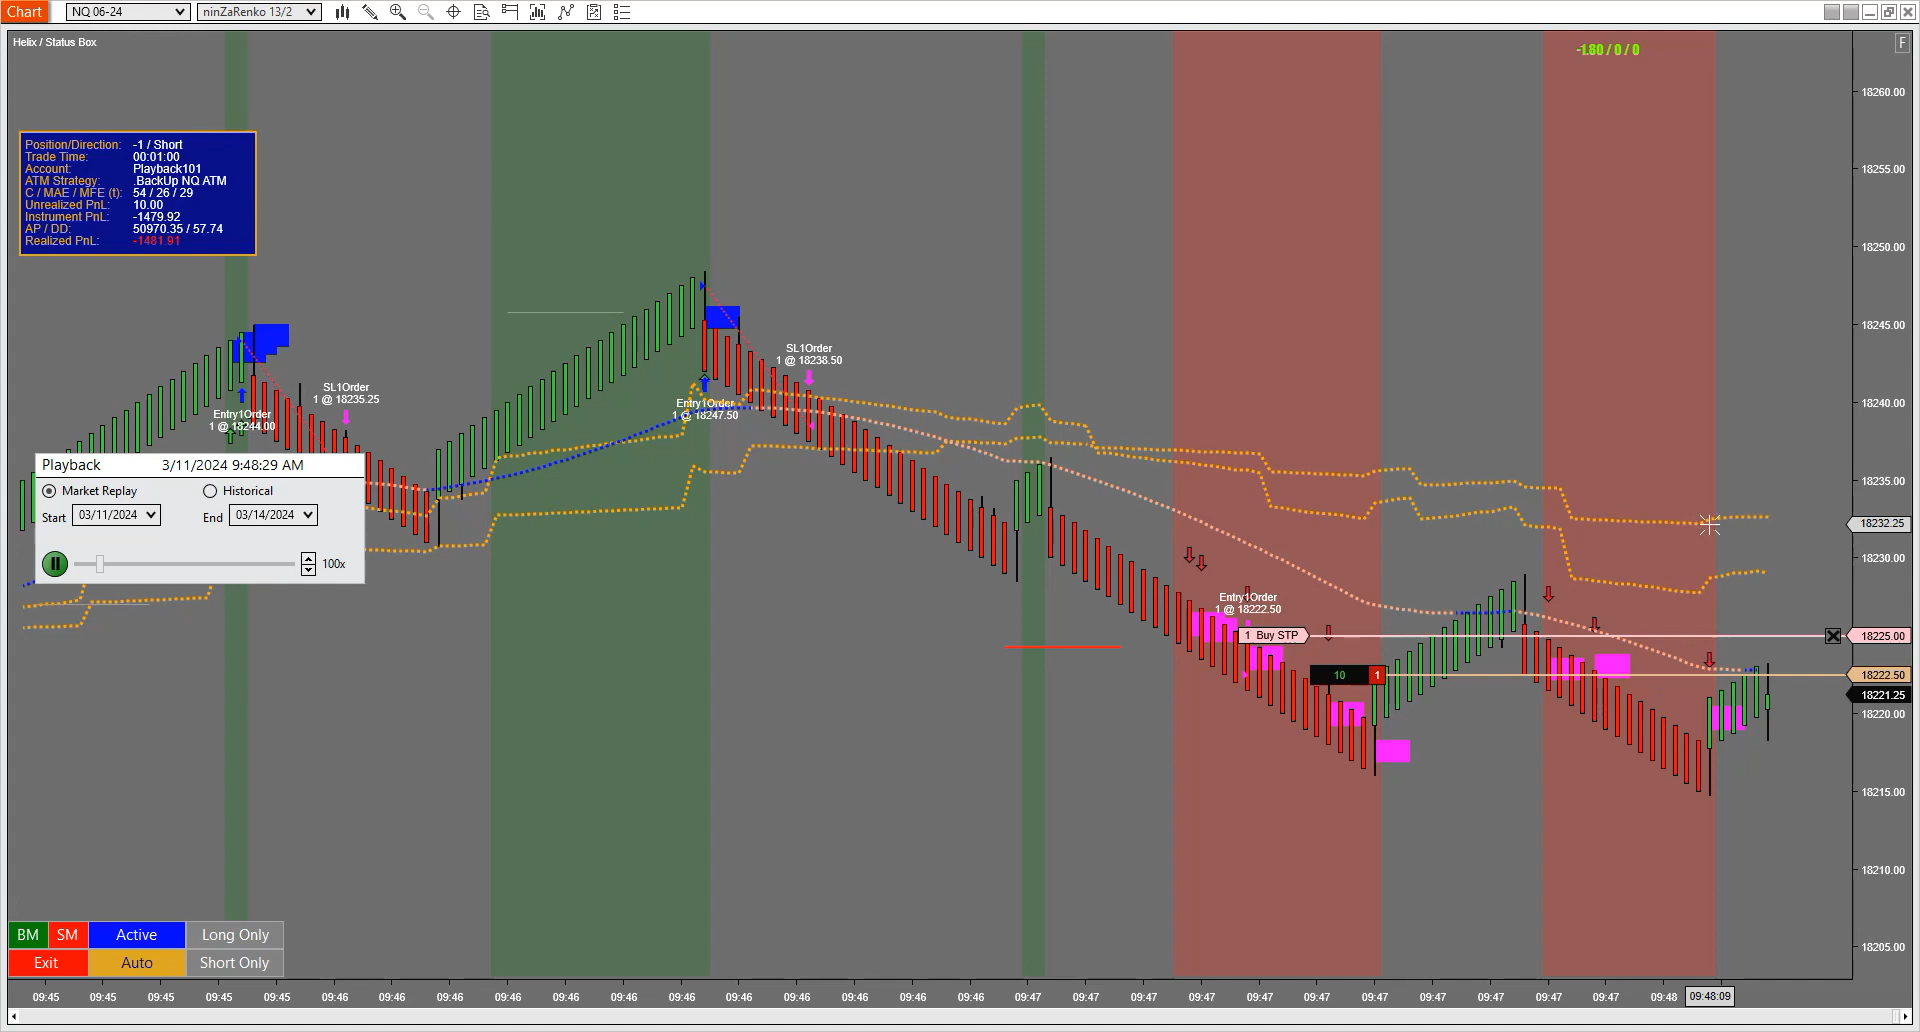 Chart NQ 06-24 ninZaRenko 13/2
Helix / Status Box
-1.80 / 0 / 0
F
Position/Direction: -1 / Short
Trade Time: 00:01:00
Account: Playback101
ATM Strategy: .BackUp NQ ATM
C / MAE / MFE (t): 54 / 26 / 29
Unrealized PnL: 10.00
Instrument PnL: -1479.92
AP / DD: 50970.35 / 57.74
Realized PnL: -1481.91
SL1Order
1 @ 18238.50
SL1Order
1 @ 18235.25
Entry1Order
1 @ 18247.50
Entry1Order
1 @ 18244.00
Playback 3/11/2024 9:48:29 AM
Market Replay Historical
Start 03/11/2024 End 03/14/2024
100x
Entry1Order
1 @ 18222.50
1 Buy STP
10 1
18260.00
18255.00
18250.00
18245.00
18240.00
18235.00
18232.25
18230.00
18225.00
18222.50
18221.25
18220.00
18215.00
18210.00
18205.00
BM SM Active Long Only
Exit Auto Short Only
09:45 09:45 09:45 09:45 09:45 09:46 09:46 09:46 09:46 09:46 09:46 09:46 09:46 09:46 09:46 09:46 09:46 09:47 09:47 09:47 09:47 09:47 09:47 09:47 09:47 09:47 09:47 09:47 09:48 09:48:09